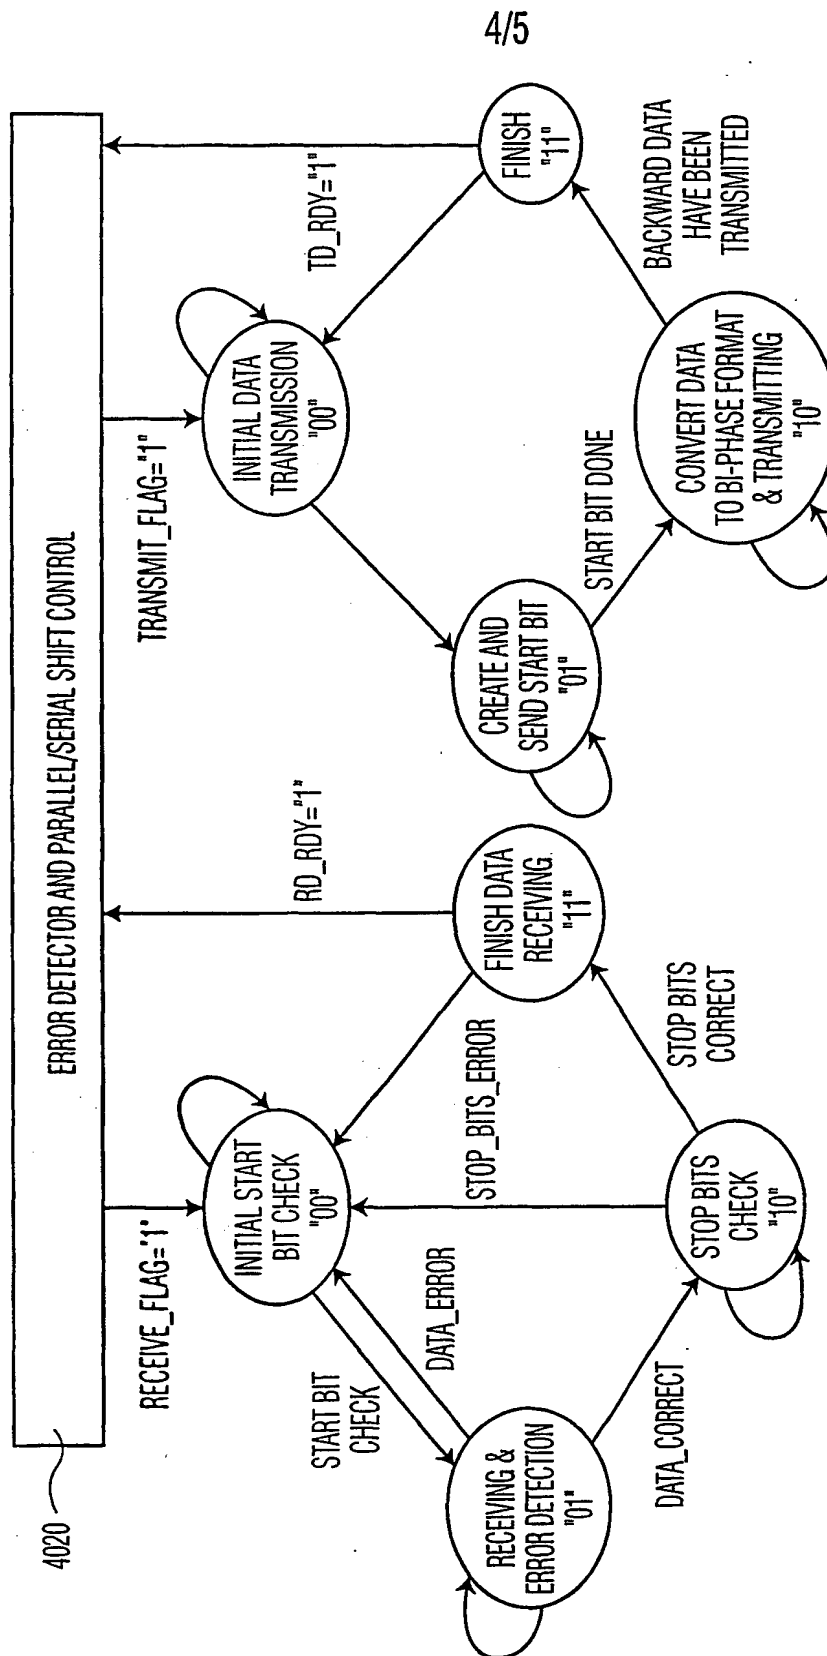 4/5
ERROR DETECTOR AND PARALLEL/SERIAL SHIFT CONTROL
4020
RECEIVE_FLAG="1"
RD_RDY="1"
TRANSMIT_FLAG="1"
TD_RDY="1"
INITIAL START
BIT CHECK
"00"
START BIT
CHECK
DATA_ERROR
STOP_BITS_ERROR
RECEIVING &
ERROR DETECTION
"01"
DATA_CORRECT
STOP BITS
CHECK
"10"
STOP BITS
CORRECT
FINISH DATA
RECEIVING
"11"
INITIAL DATA
TRANSMISSION
"00"
CREATE AND
SEND START BIT
"01"
START BIT DONE
CONVERT DATA
TO BI-PHASE FORMAT
& TRANSMITTING
"10"
BACKWARD DATA
HAVE BEEN
TRANSMITTED
FINISH
"11"